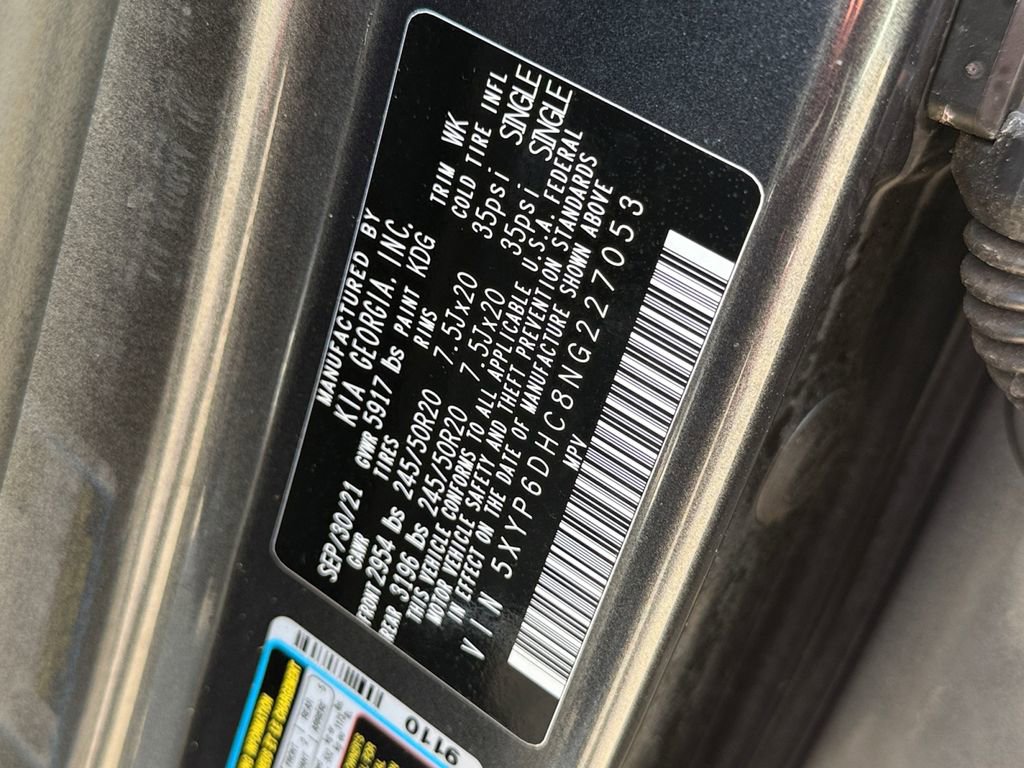 MANUFACTURED BY
KIA GEORGIA, INC.
SEP/30/21 GVWR 5917 lbs PAINT KDG TRIM WK
GAWR TIRES RIMS COLD TIRE INFL
FRONT 2954 lbs 245/50R20 7.5Jx20 35psi SINGLE
REAR 3196 lbs 245/50R20 7.5Jx20 35psi SINGLE
THIS VEHICLE CONFORMS TO ALL APPLICABLE U.S.A. FEDERAL
MOTOR VEHICLE SAFETY AND THEFT PREVENTION STANDARDS
IN EFFECT ON THE DATE OF MANUFACTURE SHOWN ABOVE
MPV
VIN 5XYP6DHC8NG227053
9110